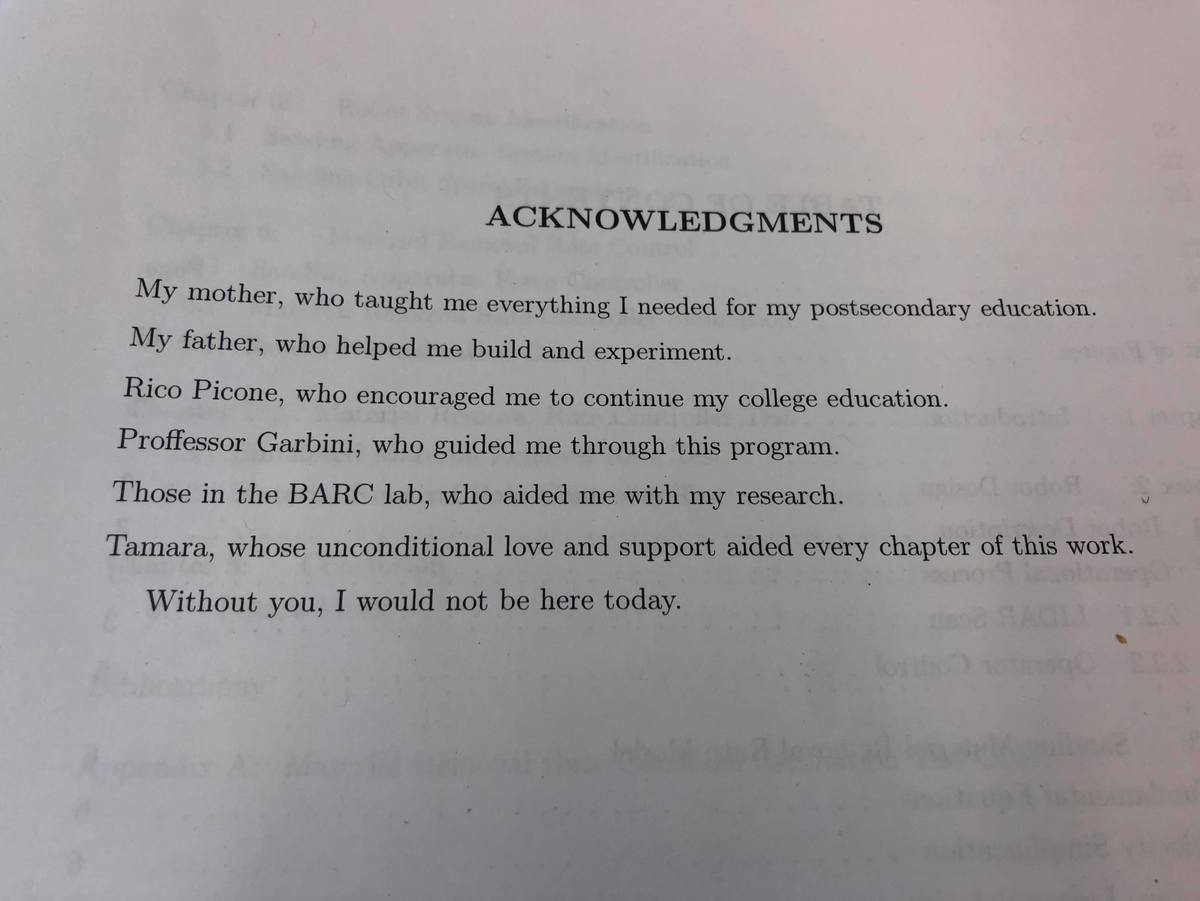 ACKNOWLEDGMENTS
My mother, who taught me everything I needed for my postsecondary education.
My father, who helped me build and experiment.
Rico Picone, who encouraged me to continue my college education.
Proffessor Garbini, who guided me through this program.
Those in the BARC lab, who aided me with my research.
Tamara, whose unconditional love and support aided every chapter of this work.
Without you, I would not be here today.